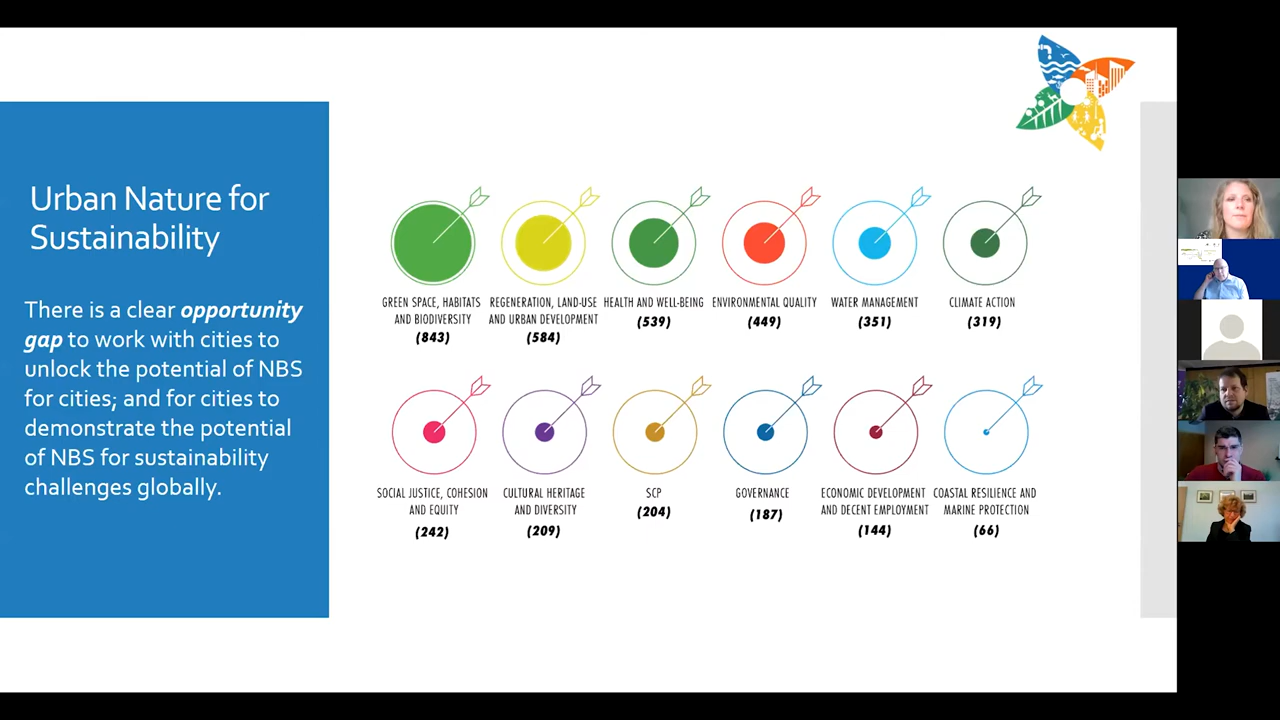 Urban Nature for
Sustainability
There is a clear opportunity
gap to work with cities to
unlock the potential of NBS
for cities; and for cities to
demonstrate the potential
of NBS for sustainability
challenges globally.
GREEN SPACE, HABITATS
AND BIODIVERSITY
(843)
REGENERATION, LAND-USE
AND URBAN DEVELOPMENT
(584)
HEALTH AND WELL-BEING
(539)
ENVIRONMENTAL QUALITY
(449)
WATER MANAGEMENT
(351)
CLIMATE ACTION
(319)
SOCIAL JUSTICE, COHESION
AND EQUITY
(242)
CULTURAL HERITAGE
AND DIVERSITY
(209)
SCP
(204)
GOVERNANCE
(187)
ECONOMIC DEVELOPMENT
AND DECENT EMPLOYMENT
(144)
COASTAL RESILIENCE AND
MARINE PROTECTION
(66)